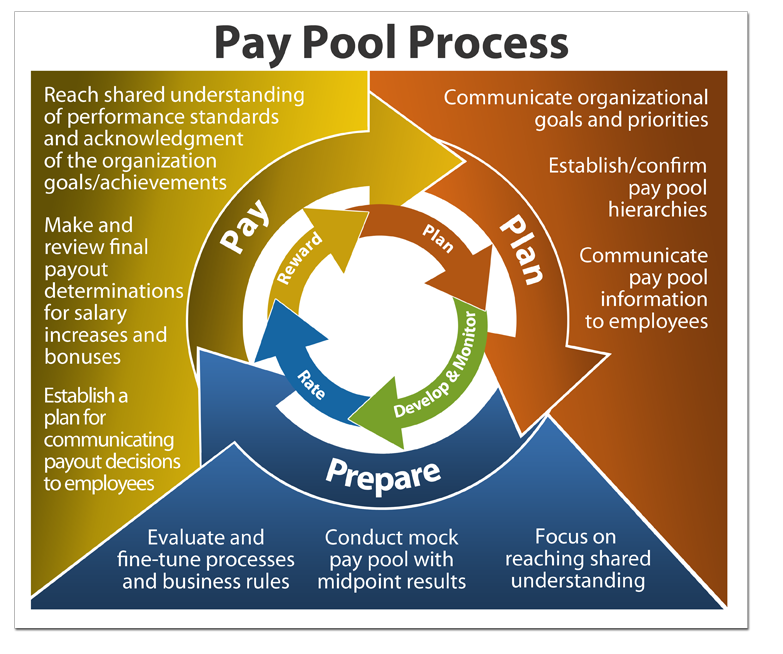 Pay Pool Process
Reach shared understanding
of performance standards
and acknowledgment
of the organization
goals/achievements
Make and
review final
payout
determinations
for salary
increases and
bonuses
Establish a
plan for
communicating
payout decisions
to employees
Communicate organizational
goals and priorities
Establish/confirm
pay pool
hierarchies
Communicate
pay pool
information
to employees
Pay
Plan
Prepare
Reward
Plan
Develop & Monitor
Rate
Evaluate and
fine-tune processes
and business rules
Conduct mock
pay pool with
midpoint results
Focus on
reaching shared
understanding